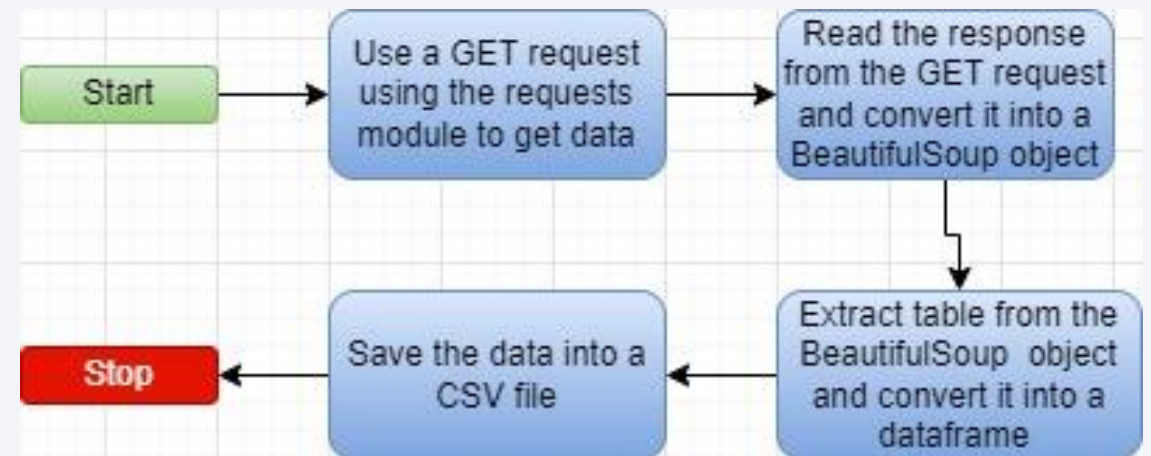 Start
Use a GET request
using the requests
module to get data
Read the response
from the GET request
and convert it into a
BeautifulSoup object
Extract table from the
BeautifulSoup object
and convert it into a
dataframe
Save the data into a
CSV file
Stop